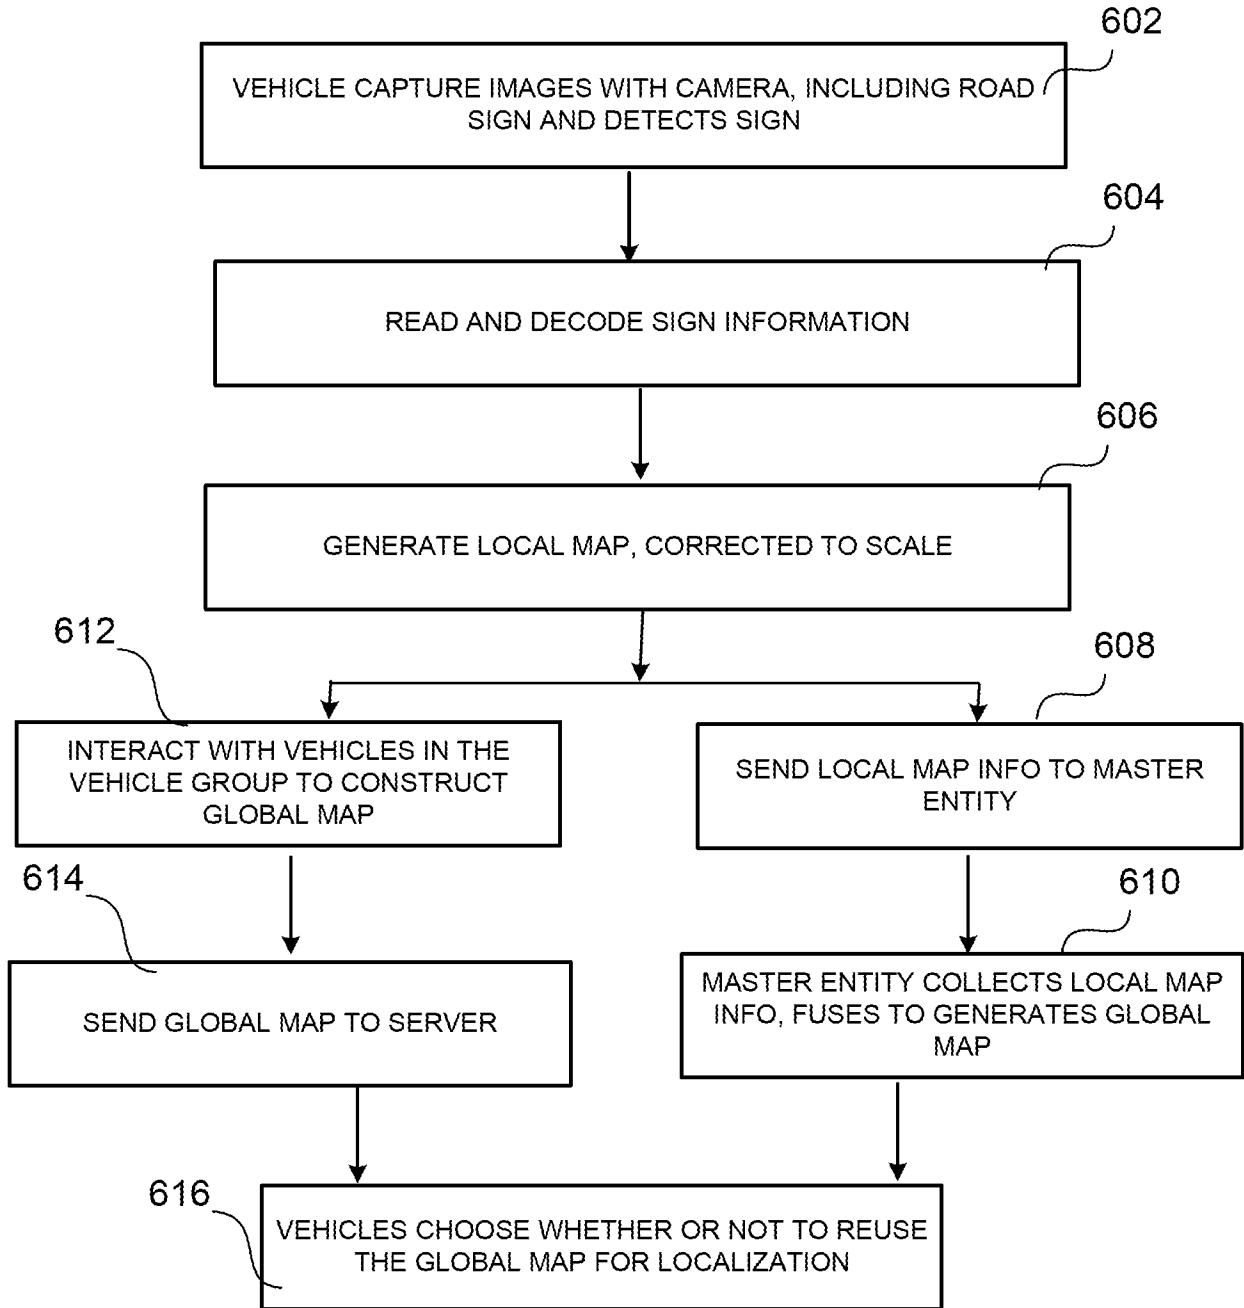 602
VEHICLE CAPTURE IMAGES WITH CAMERA, INCLUDING ROAD
SIGN AND DETECTS SIGN
604
READ AND DECODE SIGN INFORMATION
606
GENERATE LOCAL MAP, CORRECTED TO SCALE
612
INTERACT WITH VEHICLES IN THE
VEHICLE GROUP TO CONSTRUCT
GLOBAL MAP
608
SEND LOCAL MAP INFO TO MASTER
ENTITY
614
SEND GLOBAL MAP TO SERVER
610
MASTER ENTITY COLLECTS LOCAL MAP
INFO, FUSES TO GENERATES GLOBAL
MAP
616
VEHICLES CHOOSE WHETHER OR NOT TO REUSE
THE GLOBAL MAP FOR LOCALIZATION